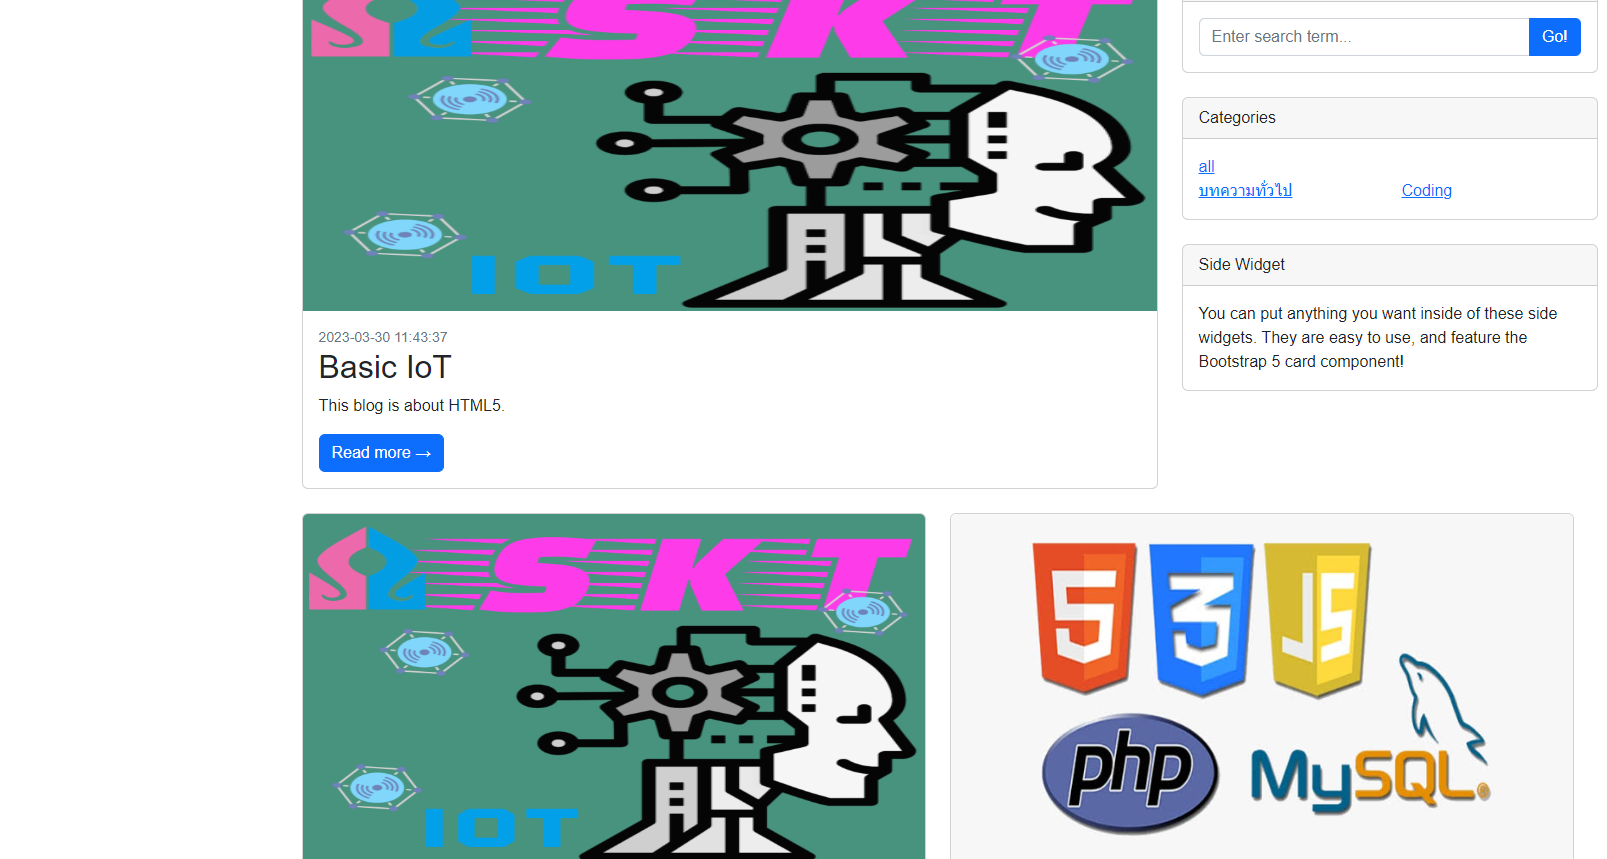 SKT
IOT
2023-03-30 11:43:37
Basic IoT
This blog is about HTML5.
Read more →
Enter search term...
Go!
Categories
all
บทความทั่วไป
Coding
Side Widget
You can put anything you want inside of these side
widgets. They are easy to use, and feature the
Bootstrap 5 card component!
SKT
IOT
5
3
JS
php
MySQL